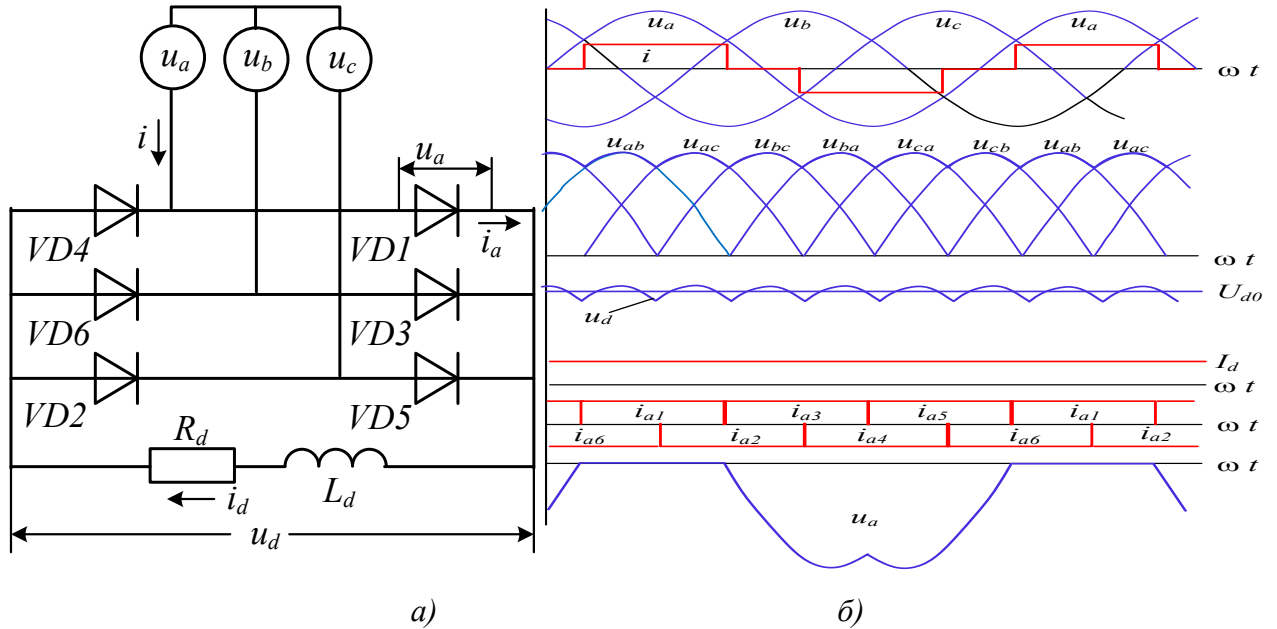 u_a u_b u_c
i
u_a
i_a
VD4 VD1
VD6 VD3
VD2 VD5
R_d
L_d
i_d
u_d
а)
u_a u_b u_c u_a
i
ω t
u_ab u_ac u_bc u_ba u_ca u_cb u_ab u_ac
ω t
U_d0
u_d
I_d
ω t
i_a1 i_a3 i_a5 i_a1
ω t
i_a6 i_a2 i_a4 i_a6 i_a2
ω t
u_a
б)